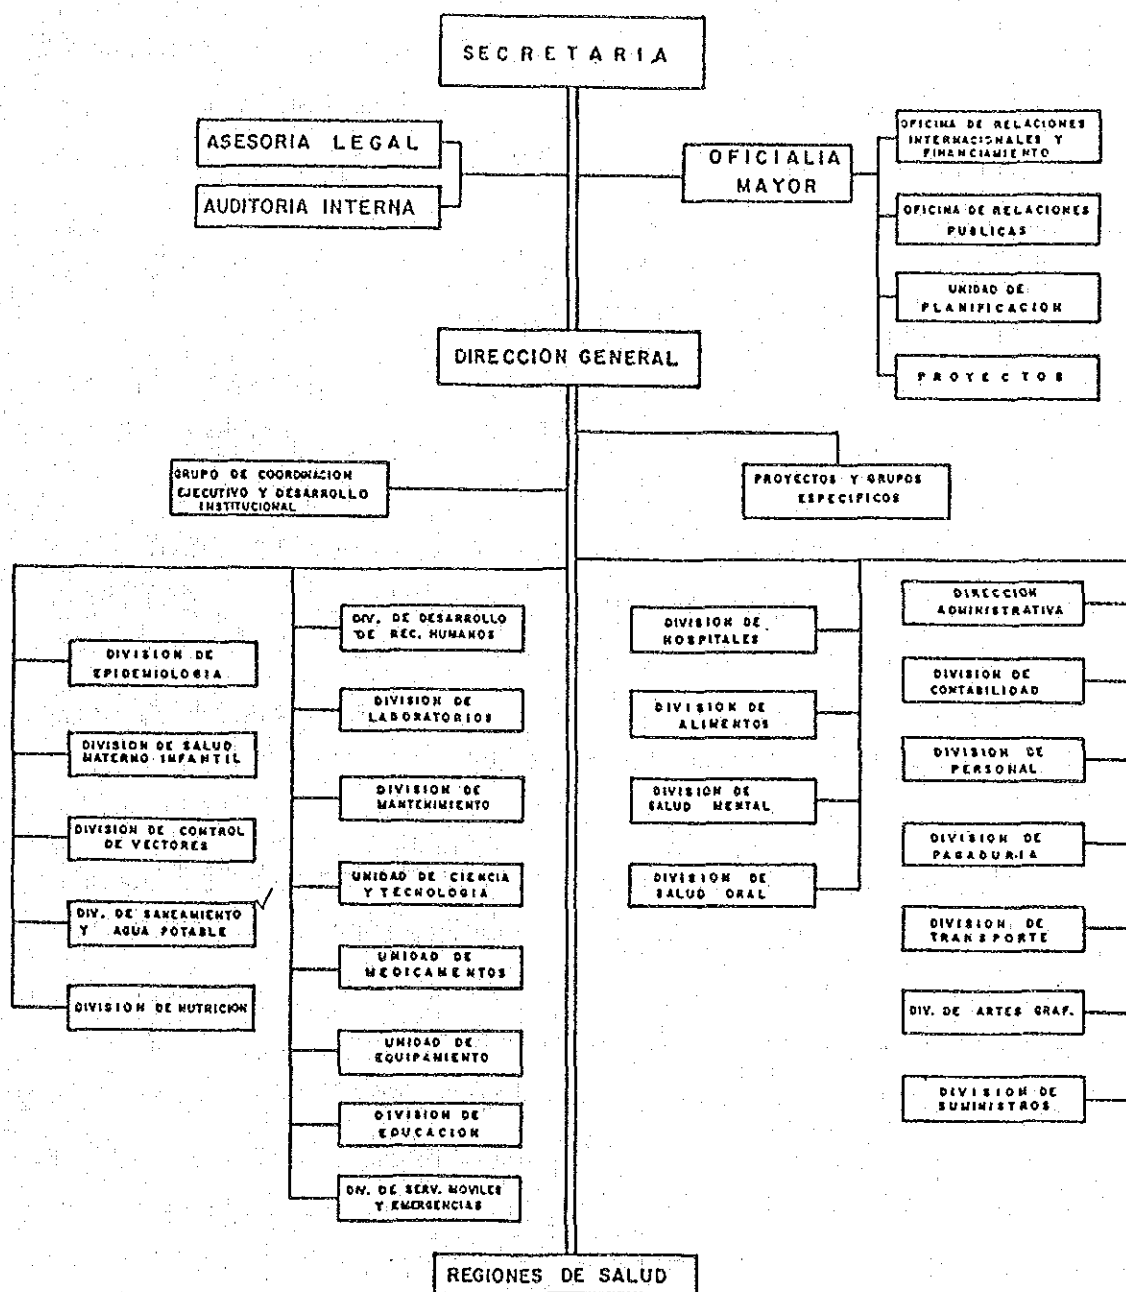 SECRETARIA
ASESORIA LEGAL
AUDITORIA INTERNA
OFICIALIA
MAYOR
OFICINA DE RELACIONES
INTERNACIONALES Y
FINANCIAMIENTO
OFICINA DE RELACIONES
PUBLICAS
UNIDAD DE
PLANIFICACION
PROYECTOS
DIRECCION GENERAL
GRUPO DE COORDINACION
EJECUTIVO Y DESARROLLO
INSTITUCIONAL
PROYECTOS Y GRUPOS
ESPECIFICOS
DIVISION DE
EPIDEMIOLOGIA
DIVISION DE SALUD
MATERNO INFANTIL
DIVISION DE CONTROL
DE VECTORES
DIV. DE SANEAMIENTO
Y AGUA POTABLE
DIVISION DE NUTRICION
DIV. DE DESARROLLO
DE REC. HUMANOS
DIVISION DE
LABORATORIOS
DIVISION DE
MANTENIMIENTO
UNIDAD DE CIENCIA
Y TECNOLOGIA
UNIDAD DE
MEDICAMENTOS
UNIDAD DE
EQUIPAMIENTO
DIVISION DE
EDUCACION
DIV. DE SERV. MOVILES
Y EMERGENCIAS
DIVISION DE
HOSPITALES
DIVISION DE
ALIMENTOS
DIVISION DE
SALUD MENTAL
DIVISION DE
SALUD ORAL
DIRECCION
ADMINISTRATIVA
DIVISION DE
CONTABILIDAD
DIVISION DE
PERSONAL
DIVISION DE
PAGADURIA
DIVISION DE
TRANSPORTE
DIV. DE ARTES GRAF.
DIVISION DE
SUMINISTROS
REGIONES DE SALUD